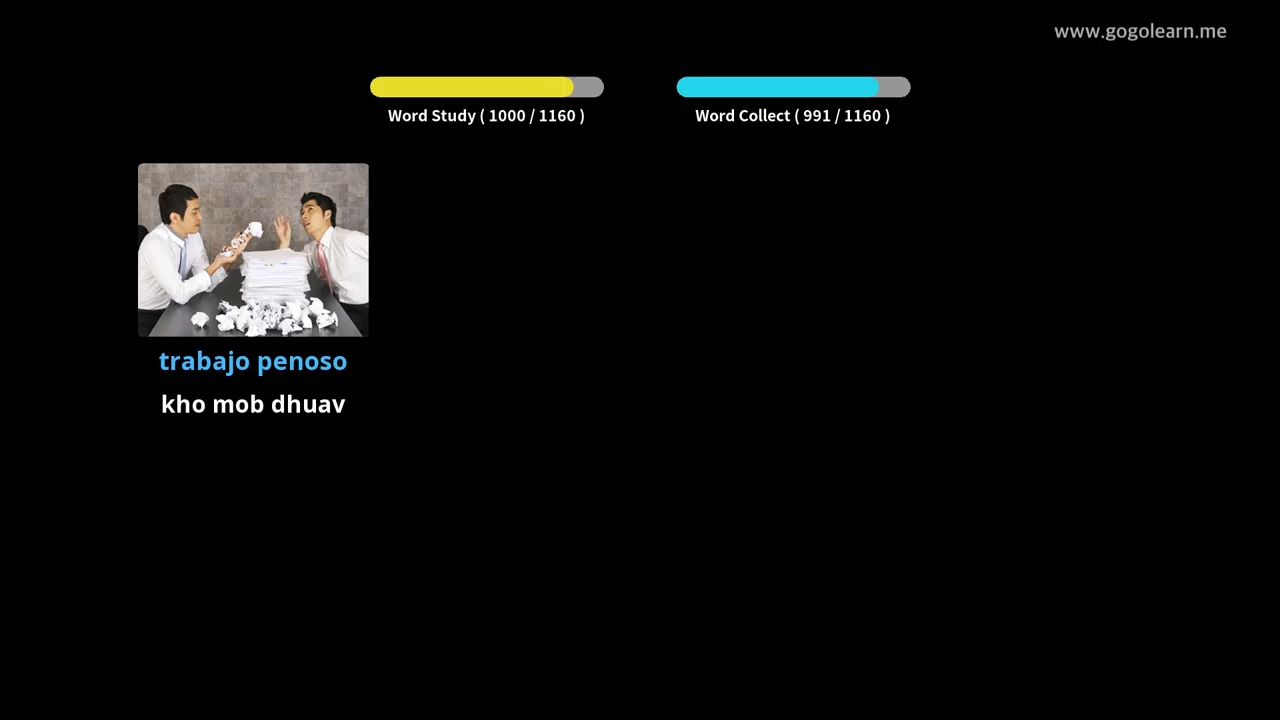 www.gogolearn.me
Word Study ( 1000 / 1160 )
Word Collect ( 991 / 1160 )
trabajo penoso
kho mob dhuav